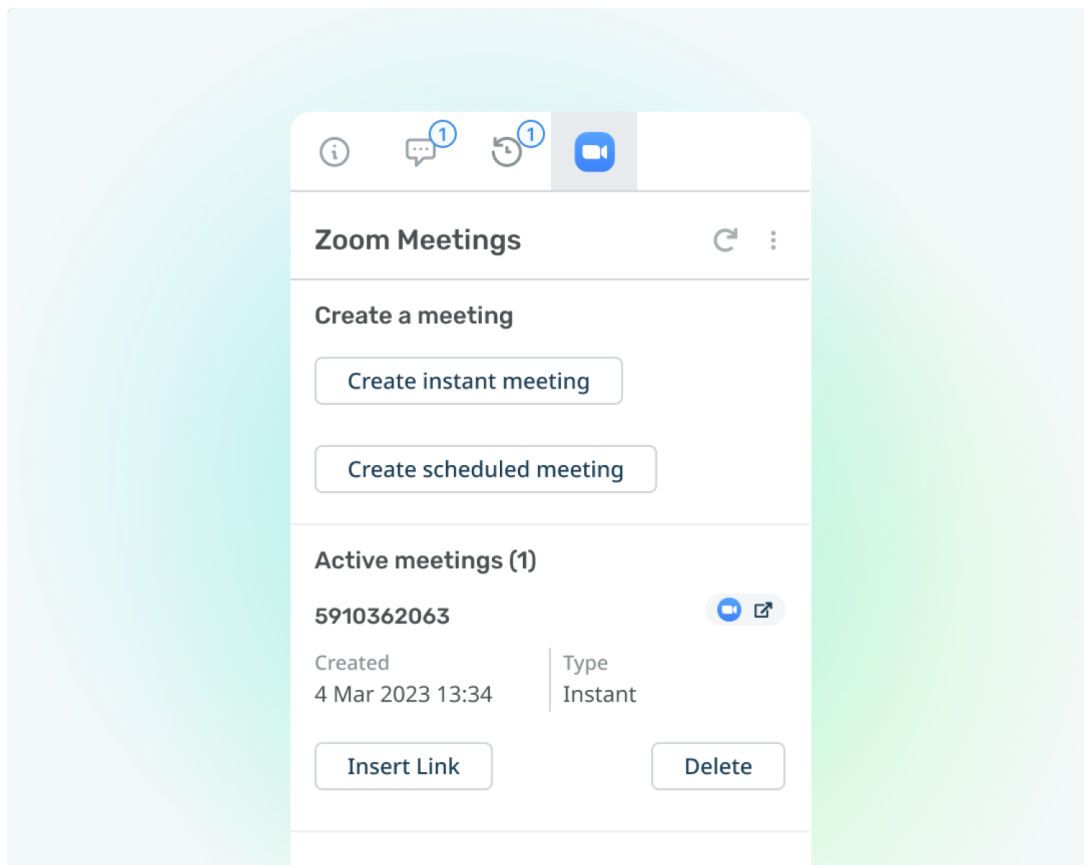 1
1
Zoom Meetings
Create a meeting
Create instant meeting
Create scheduled meeting
Active meetings (1)
5910362063
Created
Type
4 Mar 2023 13:34
Instant
Insert Link
Delete